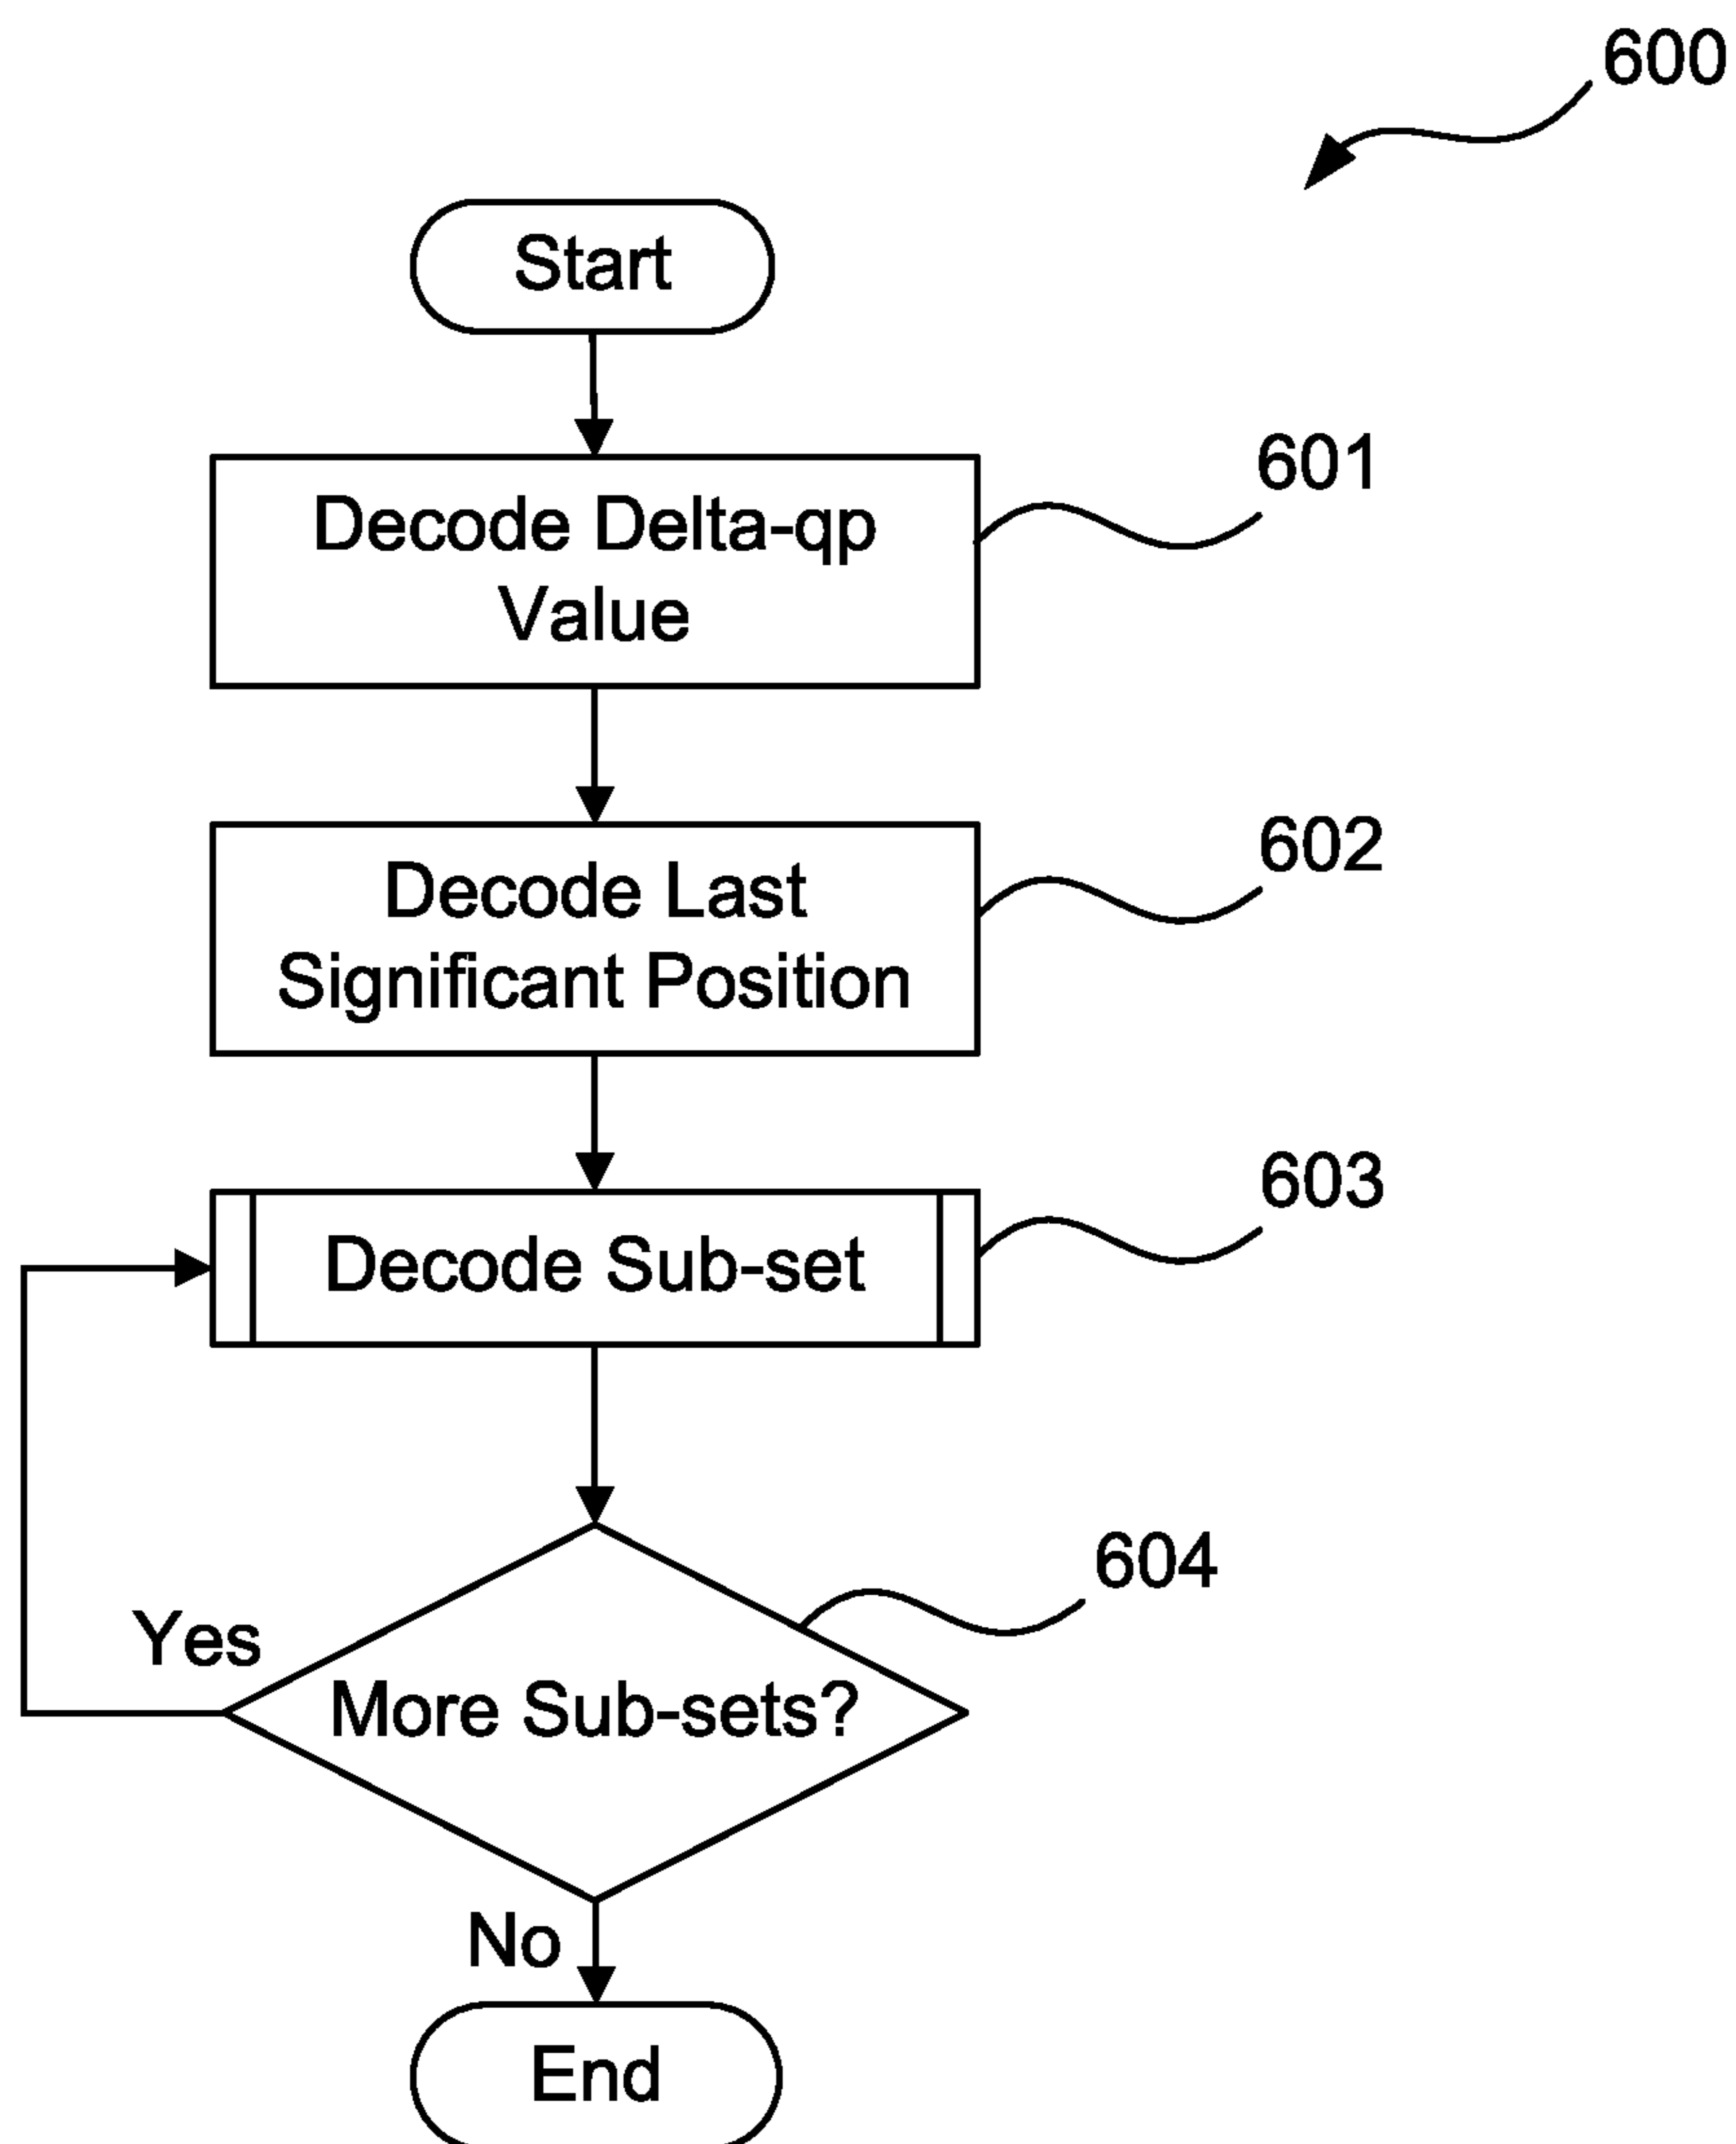 600
Start
601
Decode Delta-qp
Value
602
Decode Last
Significant Position
603
Decode Sub-set
604
Yes
More Sub-sets?
No
End